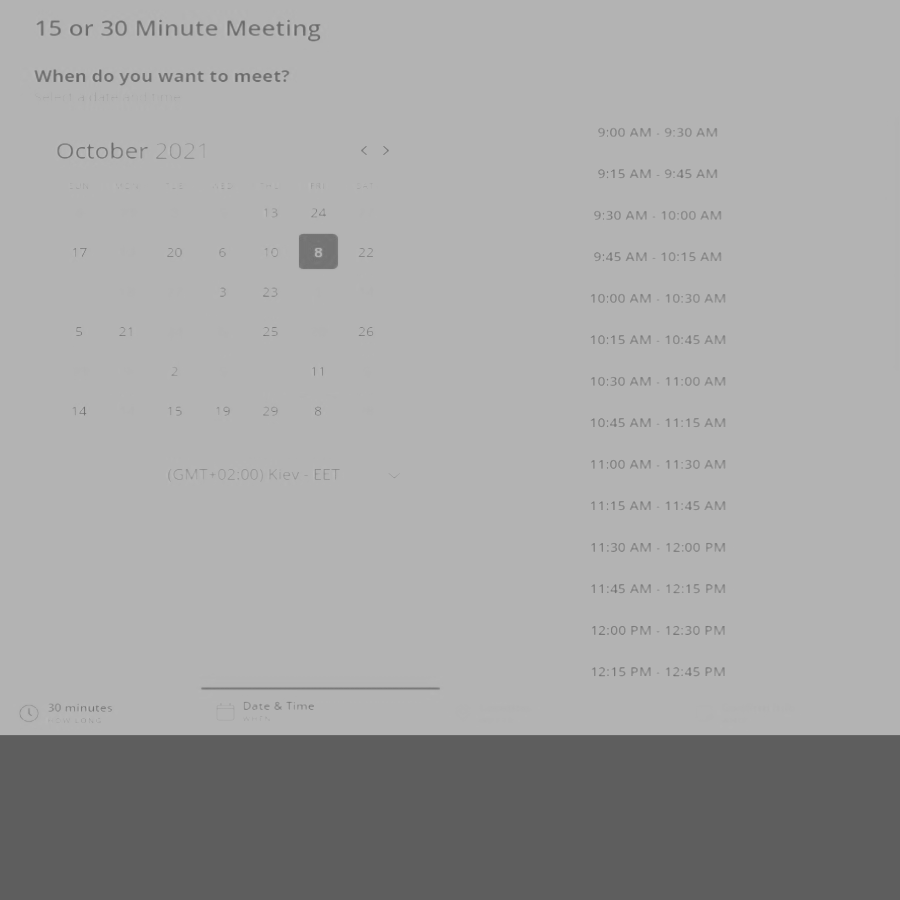 15 or 30 Minute Meeting
When do you want to meet?
Select a date and time
October 2021
13 24
17 20 6 10 8 22
3 23
5 21 25 26
2 11
14 15 19 29 8
(GMT+02:00) Kiev - EET
9:00 AM - 9:30 AM
9:15 AM - 9:45 AM
9:30 AM - 10:00 AM
9:45 AM - 10:15 AM
10:00 AM - 10:30 AM
10:15 AM - 10:45 AM
10:30 AM - 11:00 AM
10:45 AM - 11:15 AM
11:00 AM - 11:30 AM
11:15 AM - 11:45 AM
11:30 AM - 12:00 PM
11:45 AM - 12:15 PM
12:00 PM - 12:30 PM
12:15 PM - 12:45 PM
30 minutes
Date & Time